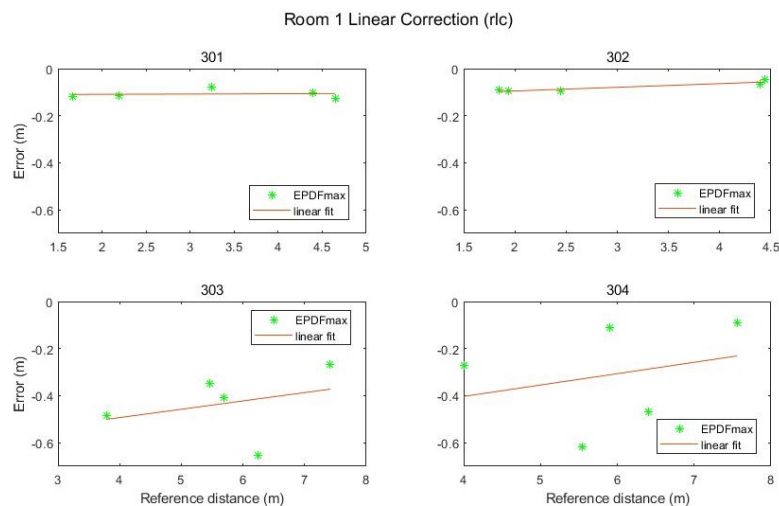 Room 1 Linear Correction (rlc)
301
0
-0.2
-0.4
-0.6
Error (m)
EPDFmax
linear fit
1.5 2 2.5 3 3.5 4 4.5 5
302
0
-0.2
-0.4
-0.6
EPDFmax
linear fit
1.5 2 2.5 3 3.5 4 4.5
303
0
-0.2
-0.4
-0.6
Error (m)
EPDFmax
linear fit
3 4 5 6 7 8
Reference distance (m)
304
0
-0.2
-0.4
-0.6
EPDFmax
linear fit
4 5 6 7 8
Reference distance (m)